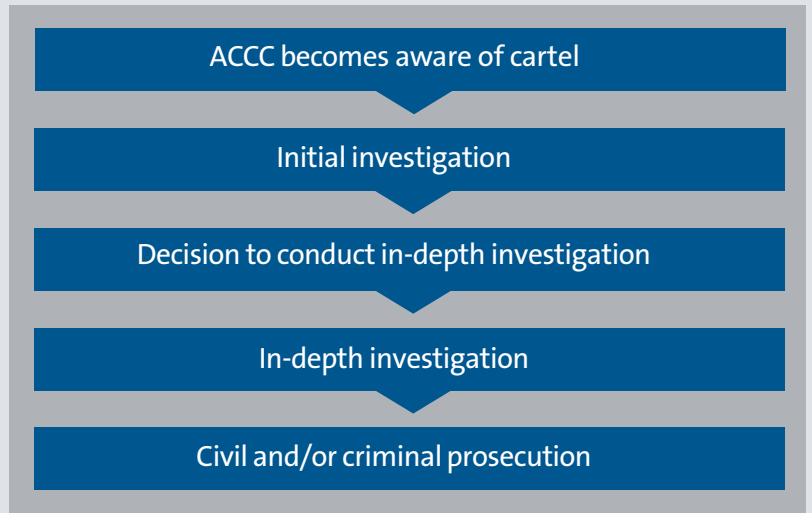 ACCC becomes aware of cartel
Initial investigation
Decision to conduct in-depth investigation
In-depth investigation
Civil and/or criminal prosecution